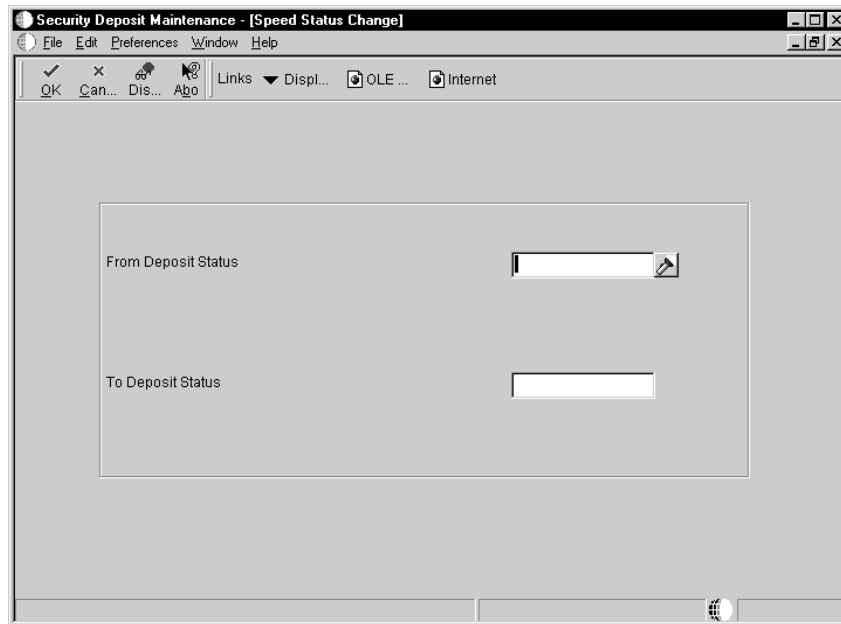 Security Deposit Maintenance - [Speed Status Change]
File Edit Preferences Window Help
OK Can... Dis... Abo Links Displ... OLE ... Internet
From Deposit Status
To Deposit Status